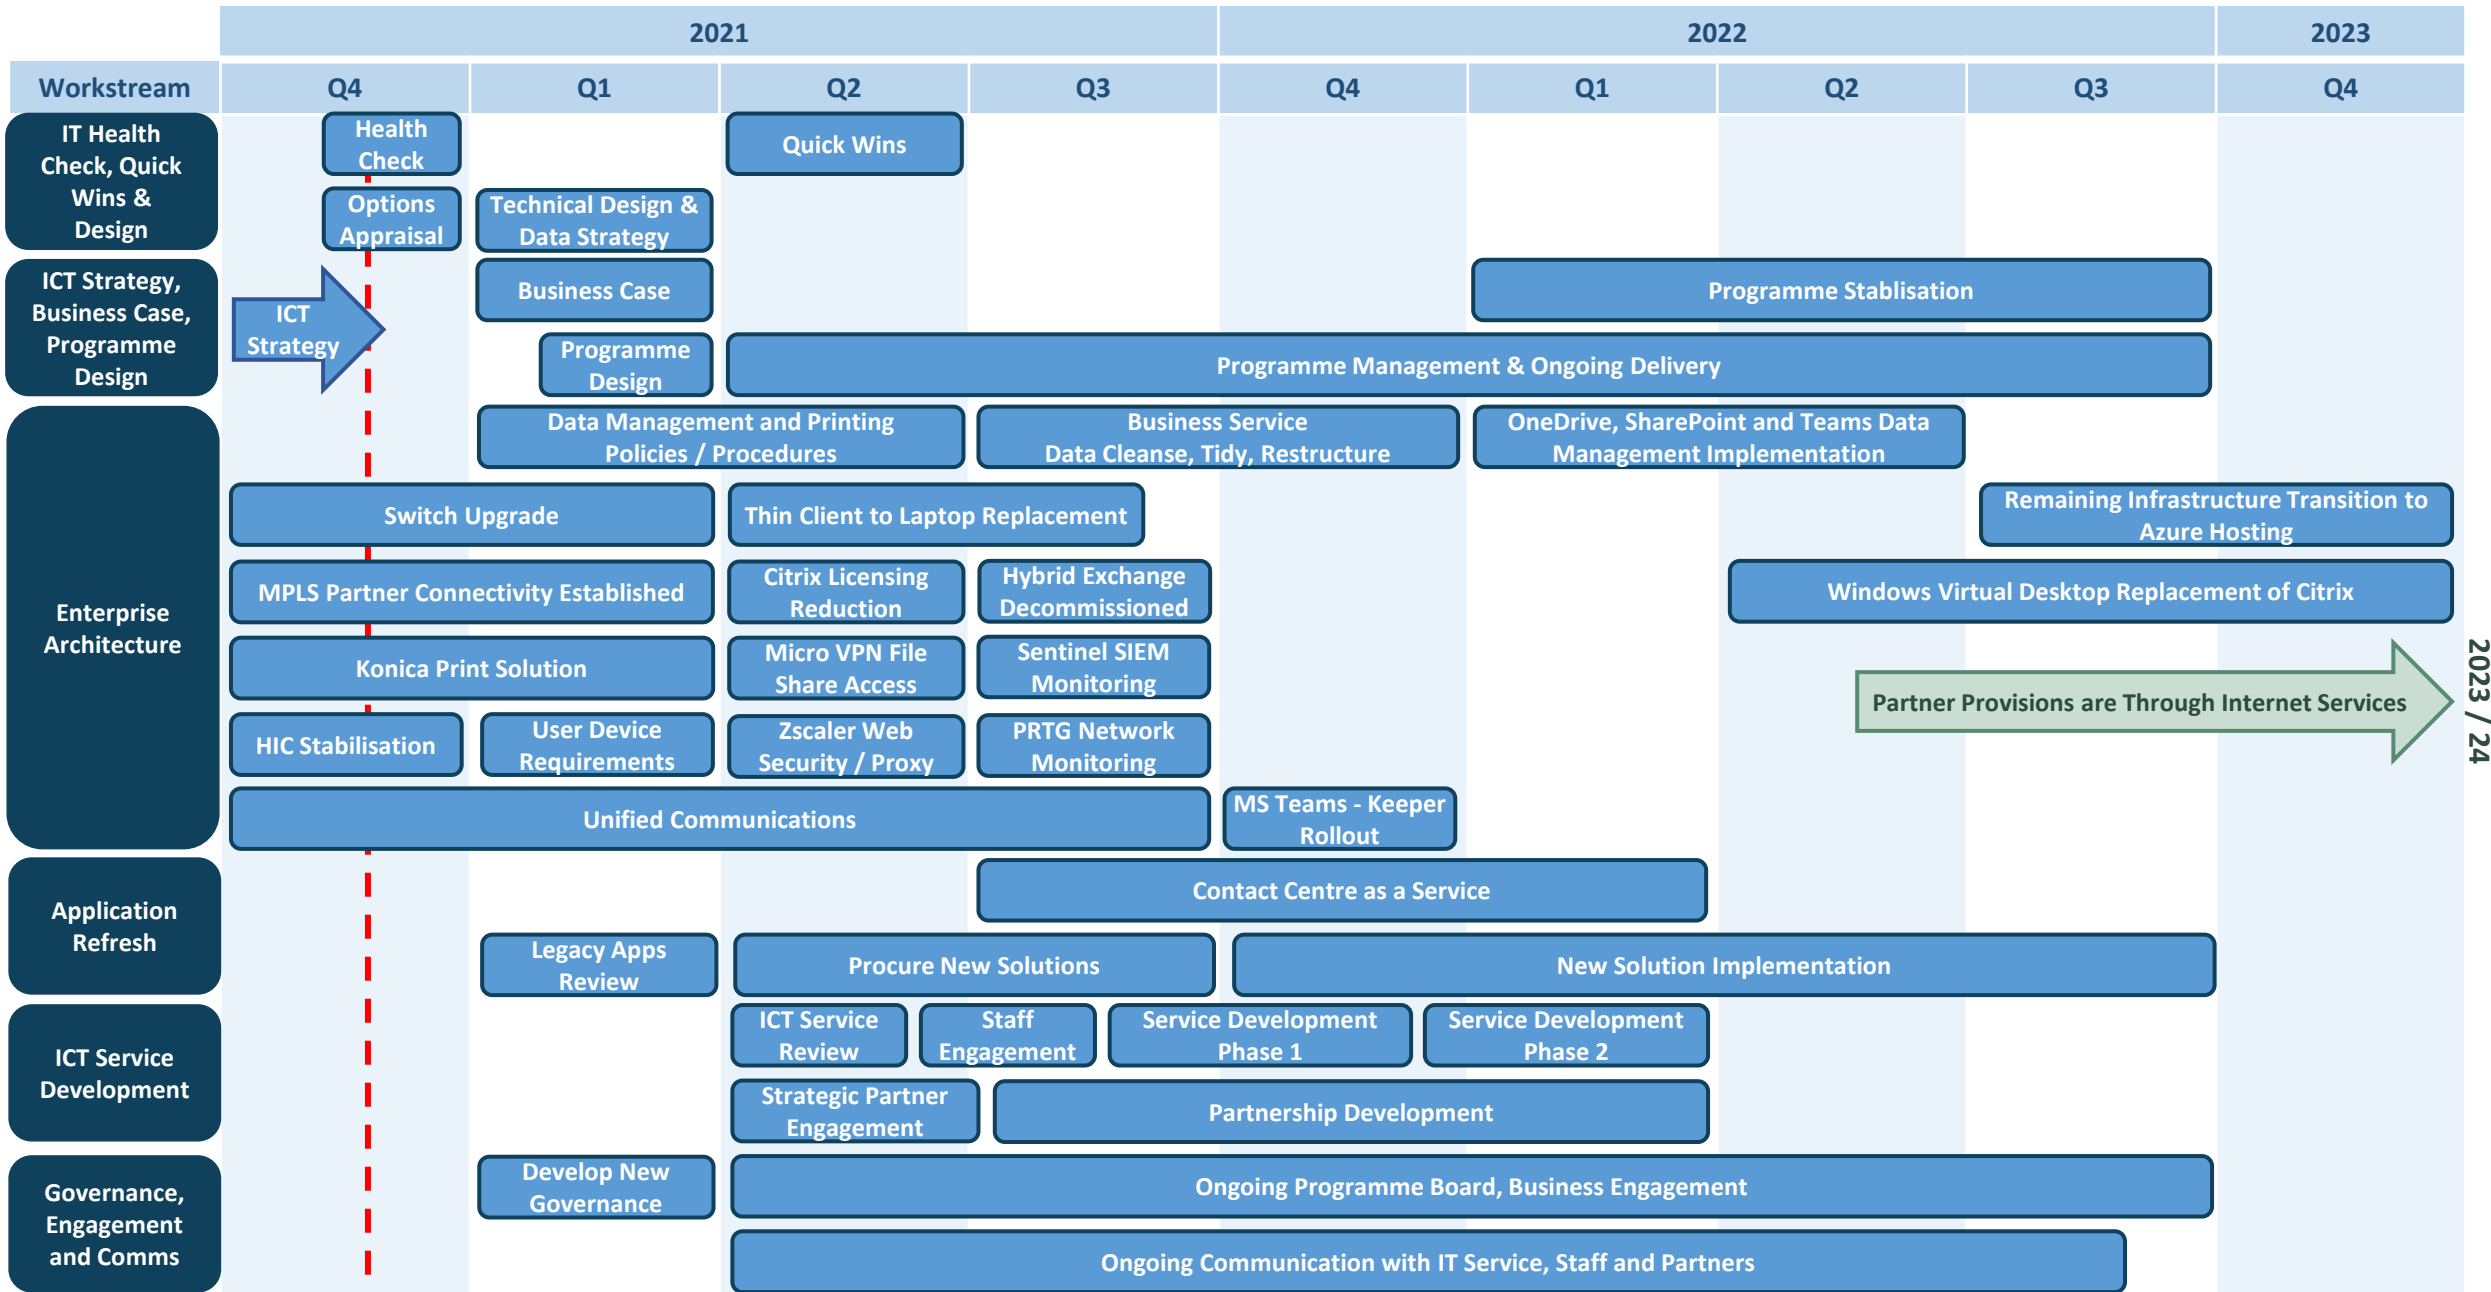 2021
2022
2023
Workstream
Q4
Q1
Q2
Q3
Q4
Q1
Q2
Q3
Q4
IT Health
Check, Quick
Wins &
Design
Health
Check
Quick Wins
Options
Appraisal
Technical Design &
Data Strategy
ICT Strategy,
Business Case,
Programme
Design
ICT
Strategy
Business Case
Programme Stablisation
Programme
Design
Programme Management & Ongoing Delivery
Enterprise
Architecture
Data Management and Printing
Policies / Procedures
Business Service
Data Cleanse, Tidy, Restructure
OneDrive, SharePoint and Teams Data
Management Implementation
Switch Upgrade
Thin Client to Laptop Replacement
Remaining Infrastructure Transition to
Azure Hosting
MPLS Partner Connectivity Established
Citrix Licensing
Reduction
Hybrid Exchange
Decommissioned
Windows Virtual Desktop Replacement of Citrix
Konica Print Solution
Micro VPN File
Share Access
Sentinel SIEM
Monitoring
Partner Provisions are Through Internet Services
2023 / 24
HIC Stabilisation
User Device
Requirements
Zscaler Web
Security / Proxy
PRTG Network
Monitoring
Unified Communications
MS Teams - Keeper
Rollout
Application
Refresh
Contact Centre as a Service
Legacy Apps
Review
Procure New Solutions
New Solution Implementation
ICT Service
Development
ICT Service
Review
Staff
Engagement
Service Development
Phase 1
Service Development
Phase 2
Strategic Partner
Engagement
Partnership Development
Governance,
Engagement
and Comms
Develop New
Governance
Ongoing Programme Board, Business Engagement
Ongoing Communication with IT Service, Staff and Partners